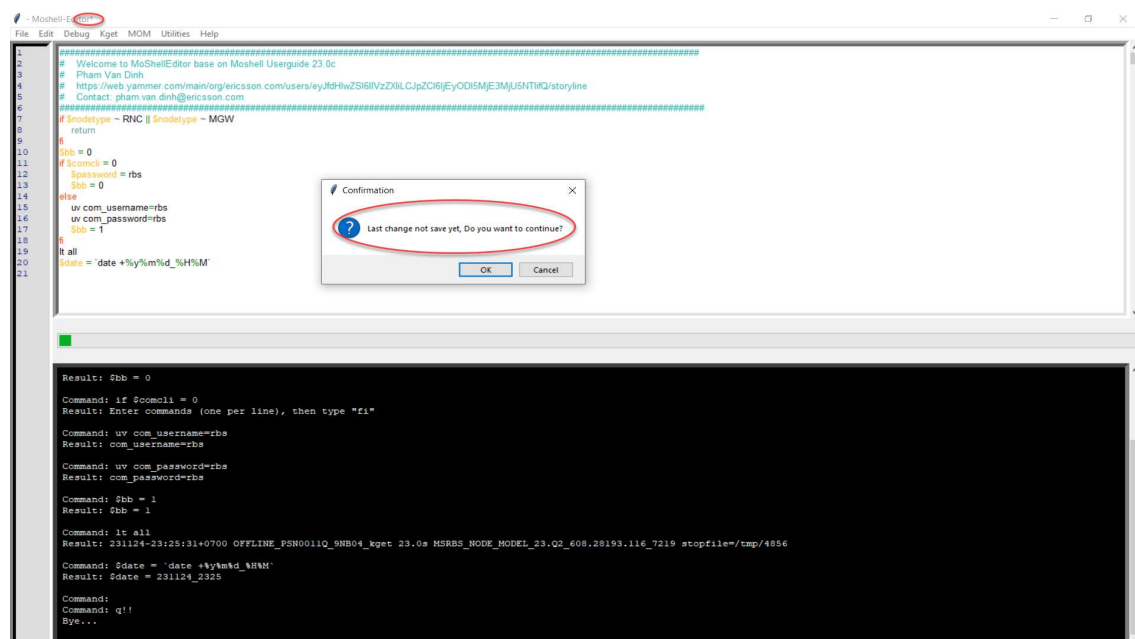 - Moshell-Editor*
File Edit Debug Kget MOM Utilities Help
1 ####################################################################################################################################
2 # Welcome to MoShellEditor base on Moshell Userguide 23.0c
3 # Pham Van Dinh
4 # https://web.yammer.com/main/org/ericsson.com/users/eyJfdHlwZSI6IlVzZXIiLCJpZCI6IjEyODI5MjE3MjU5NTIifQ/storyline
5 # Contact: pham.van.dinh@ericsson.com
6 #####################################################################################################################################
7 if $nodetype ~ RNC || $nodetype ~ MGW
8 return
9 fi
10 $bb = 0
11 if $comcli = 0
12 $password = rbs
13 $bb = 0
14 else
15 uv com_username=rbs
16 uv com_password=rbs
17 $bb = 1
18 fi
19 lt all
20 $date = `date +%y%m%d_%H%M`
21
Confirmation
Last change not save yet, Do you want to continue?
OK Cancel
Result: $bb = 0
Command: if $comcli = 0
Result: Enter commands (one per line), then type "fi"
Command: uv com_username=rbs
Result: com_username=rbs
Command: uv com_password=rbs
Result: com_password=rbs
Command: $bb = 1
Result: $bb = 1
Command: lt all
Result: 231124-23:25:31+0700 OFFLINE_PSN0011Q_9NB04_kget 23.0s MSRBS_NODE_MODEL_23.Q2_608.28193.116_7219 stopfile=/tmp/4856
Command: $date = `date +%y%m%d_%H%M`
Result: $date = 231124_2325
Command:
Command: q!!
Bye...